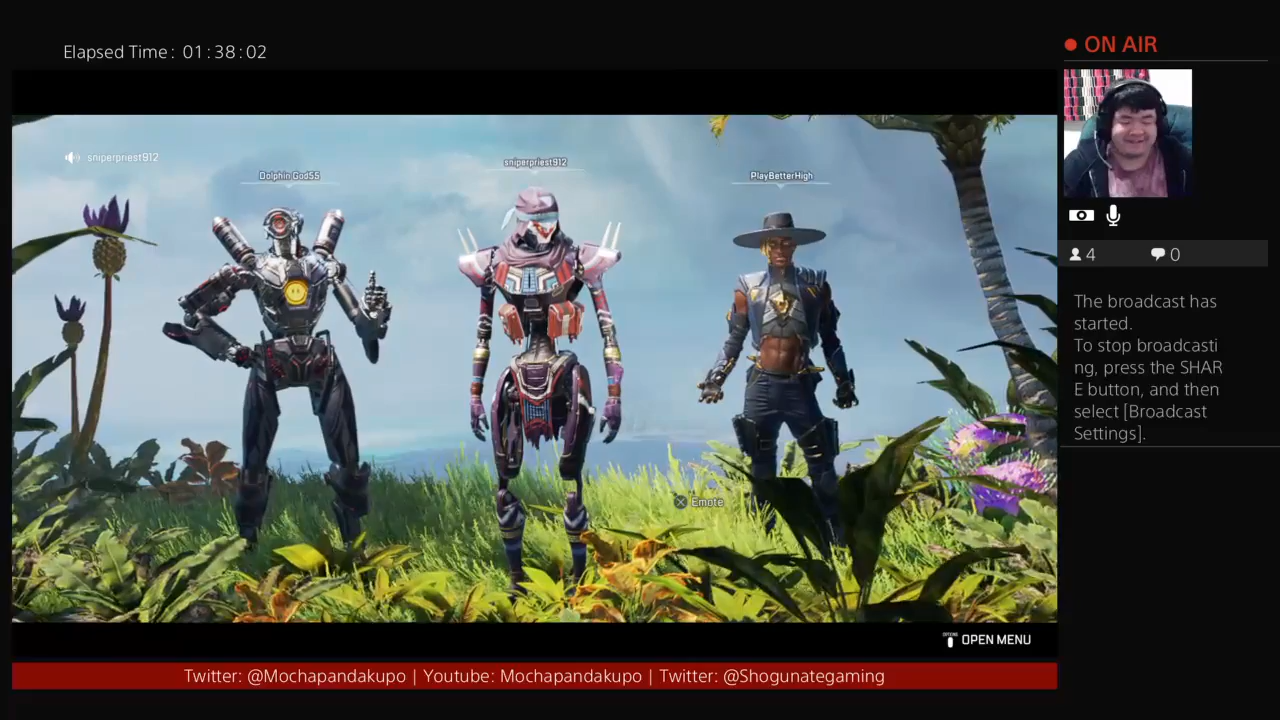 Elapsed Time: 01:38:02
ON AIR
sniperpriest912
Dolphin God55
sniperpriest912
PlayBetterHigh
4
0
The broadcast has
started.
To stop broadcasti
ng, press the SHAR
E button, and then
select [Broadcast
Settings].
Emote
OPTIONS
OPEN MENU
Twitter: @Mochapandakupo | Youtube: Mochapandakupo | Twitter: @Shogunategaming